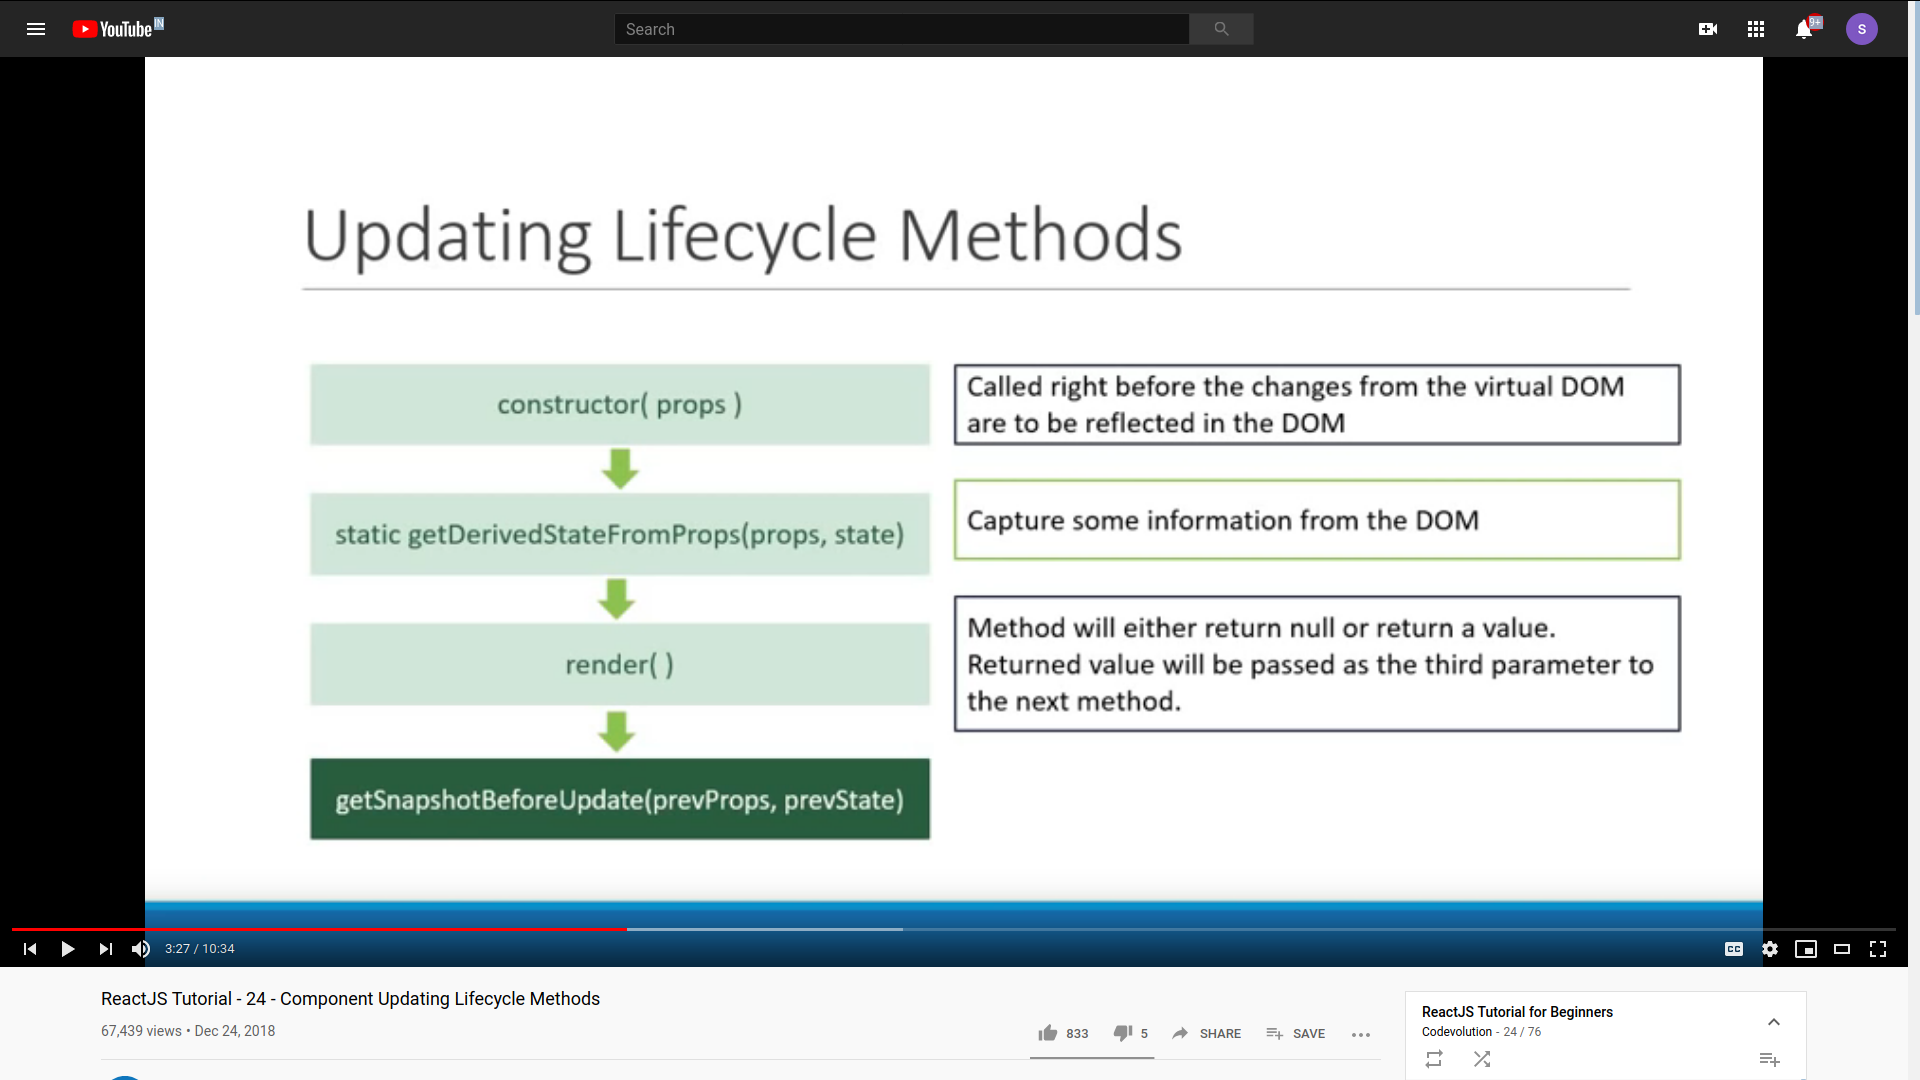 YouTube IN
Search
9+
S
Updating Lifecycle Methods
constructor( props )
static getDerivedStateFromProps(props, state)
render( )
getSnapshotBeforeUpdate(prevProps, prevState)
Called right before the changes from the virtual DOM
are to be reflected in the DOM
Capture some information from the DOM
Method will either return null or return a value.
Returned value will be passed as the third parameter to
the next method.
3:27 / 10:34
CC
ReactJS Tutorial - 24 - Component Updating Lifecycle Methods
67,439 views • Dec 24, 2018
833 5 SHARE SAVE
ReactJS Tutorial for Beginners
Codevolution - 24 / 76